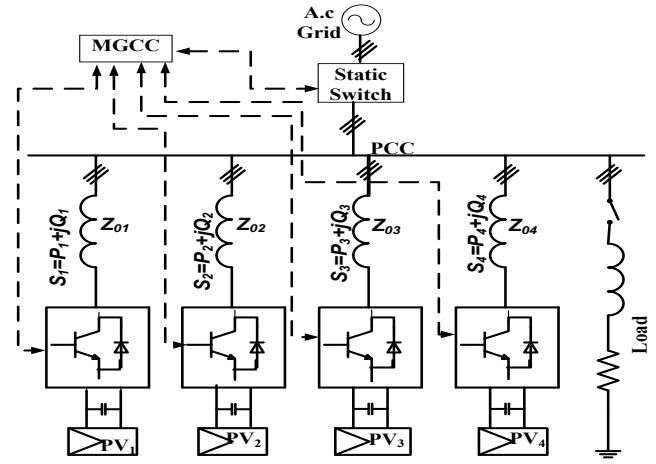 A.c
Grid
MGCC
Static
Switch
PCC
S1=P1+jQ1
Z01
S2=P2+jQ2
Z02
S3=P3+jQ3
Z03
S4=P4+jQ4
Z04
Load
PV1
PV2
PV3
PV4